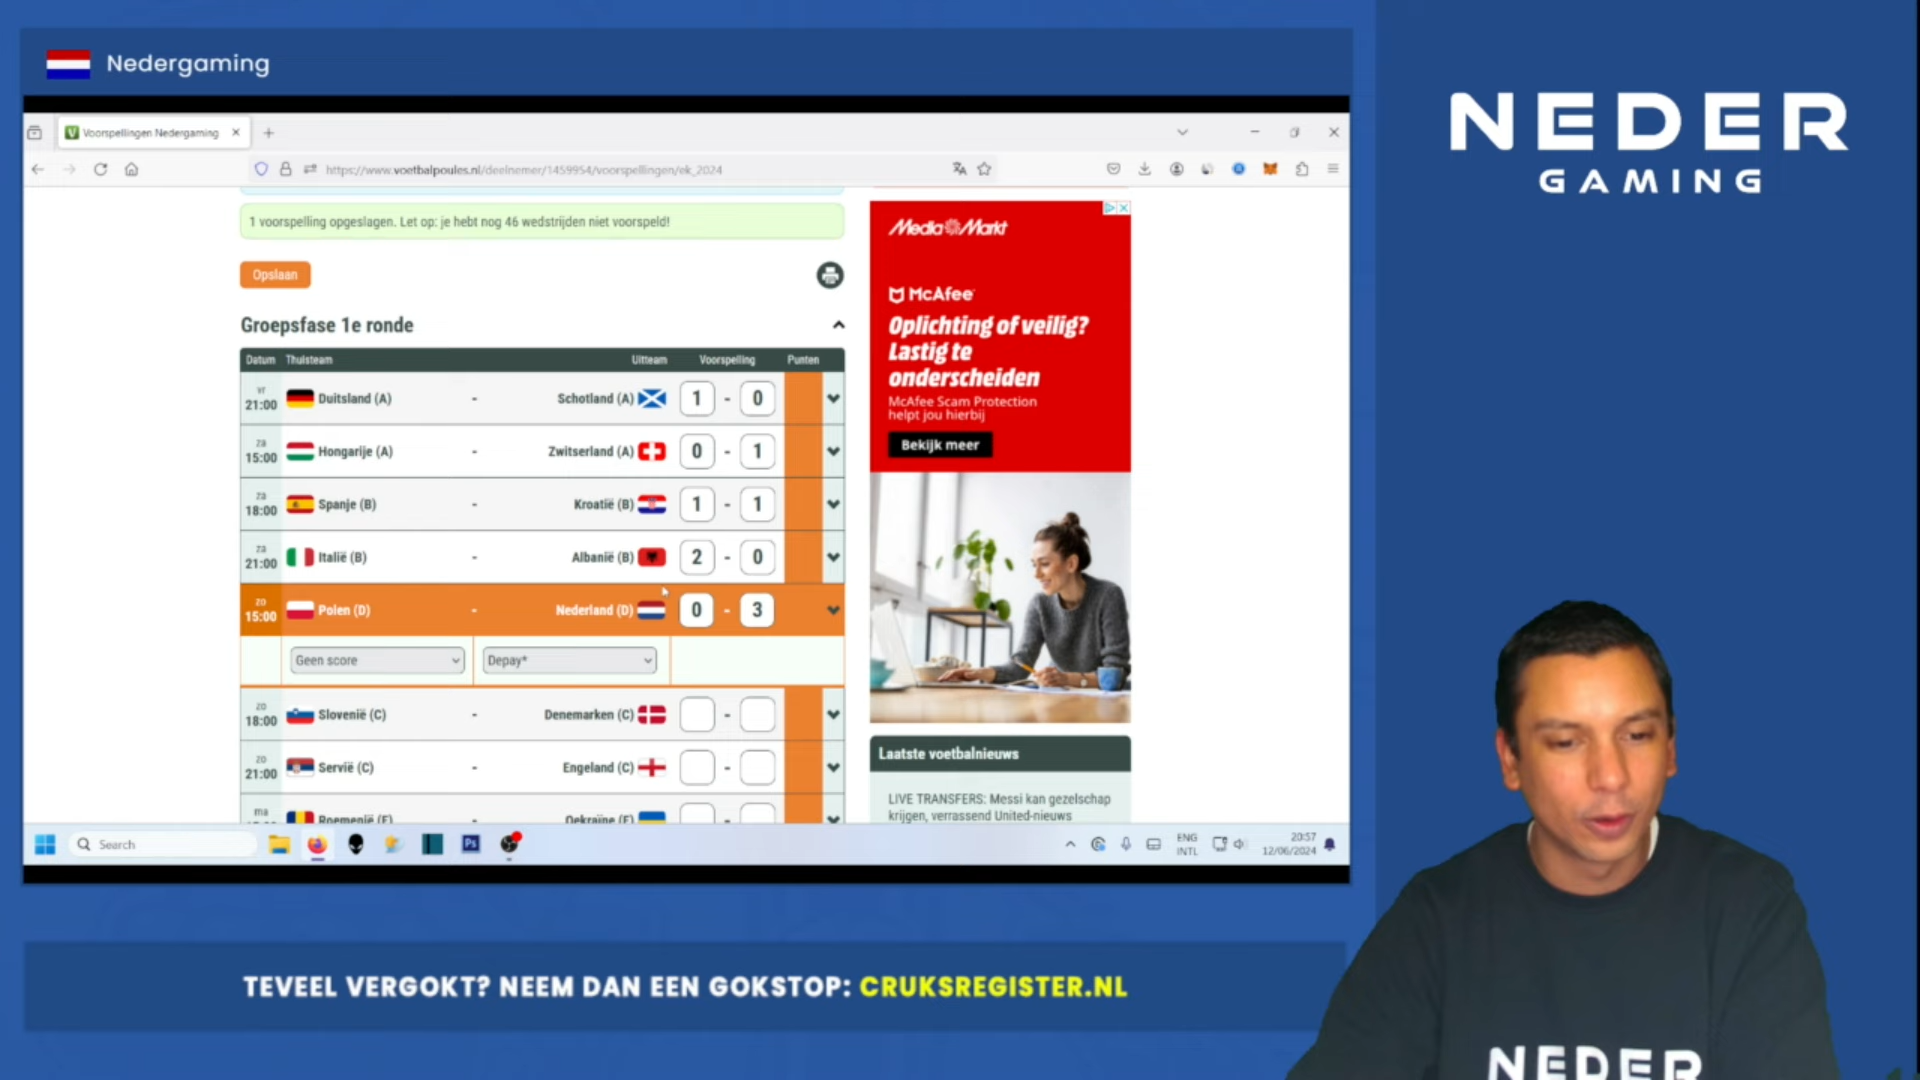 Nedergaming
Voorspellingen Nedergaming
https://www.voetbalpoules.nl/deelnemer/1459954/voorspellingen/ek_2024
1 voorspelling opgeslagen. Let op: je hebt nog 46 wedstrijden niet voorspeld!
Opslaan
Groepsfase 1e ronde
Datum Thuisteam Uitteam Voorspelling Punten
vr 21:00 Duitsland (A) - Schotland (A) 1 - 0
za 15:00 Hongarije (A) - Zwitserland (A) 0 - 1
za 18:00 Spanje (B) - Kroatië (B) 1 - 1
za 21:00 Italië (B) - Albanië (B) 2 - 0
zo 15:00 Polen (D) - Nederland (D) 0 - 3
Geen score Depay*
zo 18:00 Slovenië (C) - Denemarken (C) -
zo 21:00 Servië (C) - Engeland (C) -
ma Roemenië (E) Oekraïne (E)
MediaMarkt
McAfee
Oplichting of veilig?
Lastig te
onderscheiden
McAfee Scam Protection
helpt jou hierbij
Bekijk meer
Laatste voetbalnieuws
LIVE TRANSFERS: Messi kan gezelschap
krijgen, verrassend United-nieuws
Search
Ps
ENG
INTL
20:57
12/06/2024
NEDER
GAMING
TEVEEL VERGOKT? NEEM DAN EEN GOKSTOP: CRUKSREGISTER.NL
NEDER